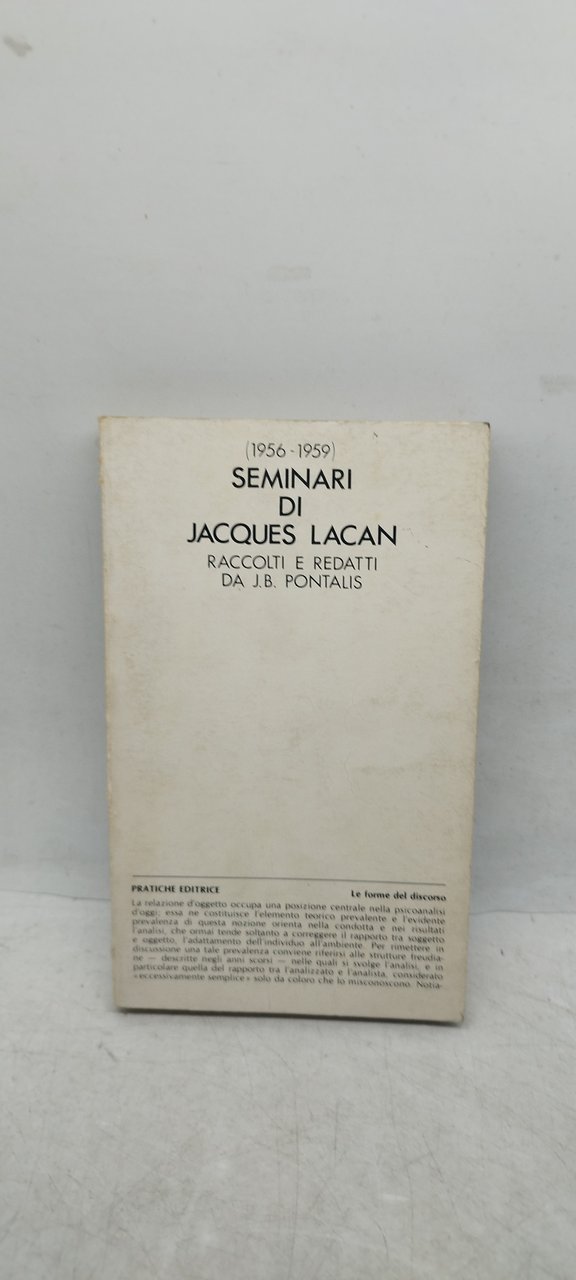 (1956-1959)
SEMINARI
DI
JACQUES LACAN
RACCOLTI E REDATTI
DA J.B. PONTALIS
PRATICHE EDITRICE Le forme del discorso
La relazione d'oggetto occupa una posizione centrale nella psicoanalisi
d'oggi; essa ne costituisce l'elemento teorico prevalente e l'evidente
prevalenza di questa nozione orienta nella condotta e nei risultati
l'analisi, che ormai tende soltanto a correggere il rapporto tra soggetto
e oggetto, l'adattamento dell'individuo all'ambiente. Per rimettere in
discussione una tale prevalenza conviene riferirsi alle strutture freudia-
ne — descritte negli anni scorsi — nelle quali si svolge l'analisi, e in
particolare quella del rapporto tra l'analizzato e l'analista, considerato
«eccessivamente semplice» solo da coloro che lo misconoscono. Notia-